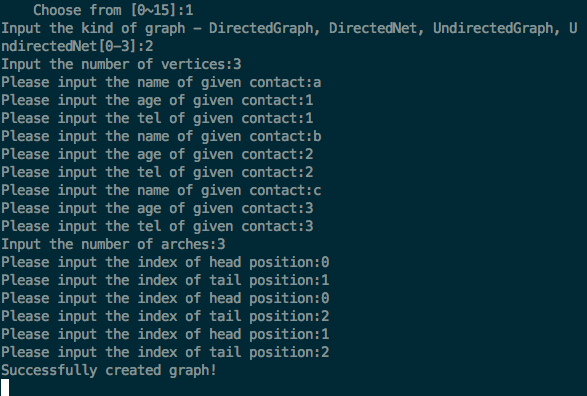 Choose from [0~15]:1
Input the kind of graph - DirectedGraph, DirectedNet, UndirectedGraph, U
ndirectedNet[0-3]:2
Input the number of vertices:3
Please input the name of given contact:a
Please input the age of given contact:1
Please input the tel of given contact:1
Please input the name of given contact:b
Please input the age of given contact:2
Please input the tel of given contact:2
Please input the name of given contact:c
Please input the age of given contact:3
Please input the tel of given contact:3
Input the number of arches:3
Please input the index of head position:0
Please input the index of tail position:1
Please input the index of head position:0
Please input the index of tail position:2
Please input the index of head position:1
Please input the index of tail position:2
Successfully created graph!